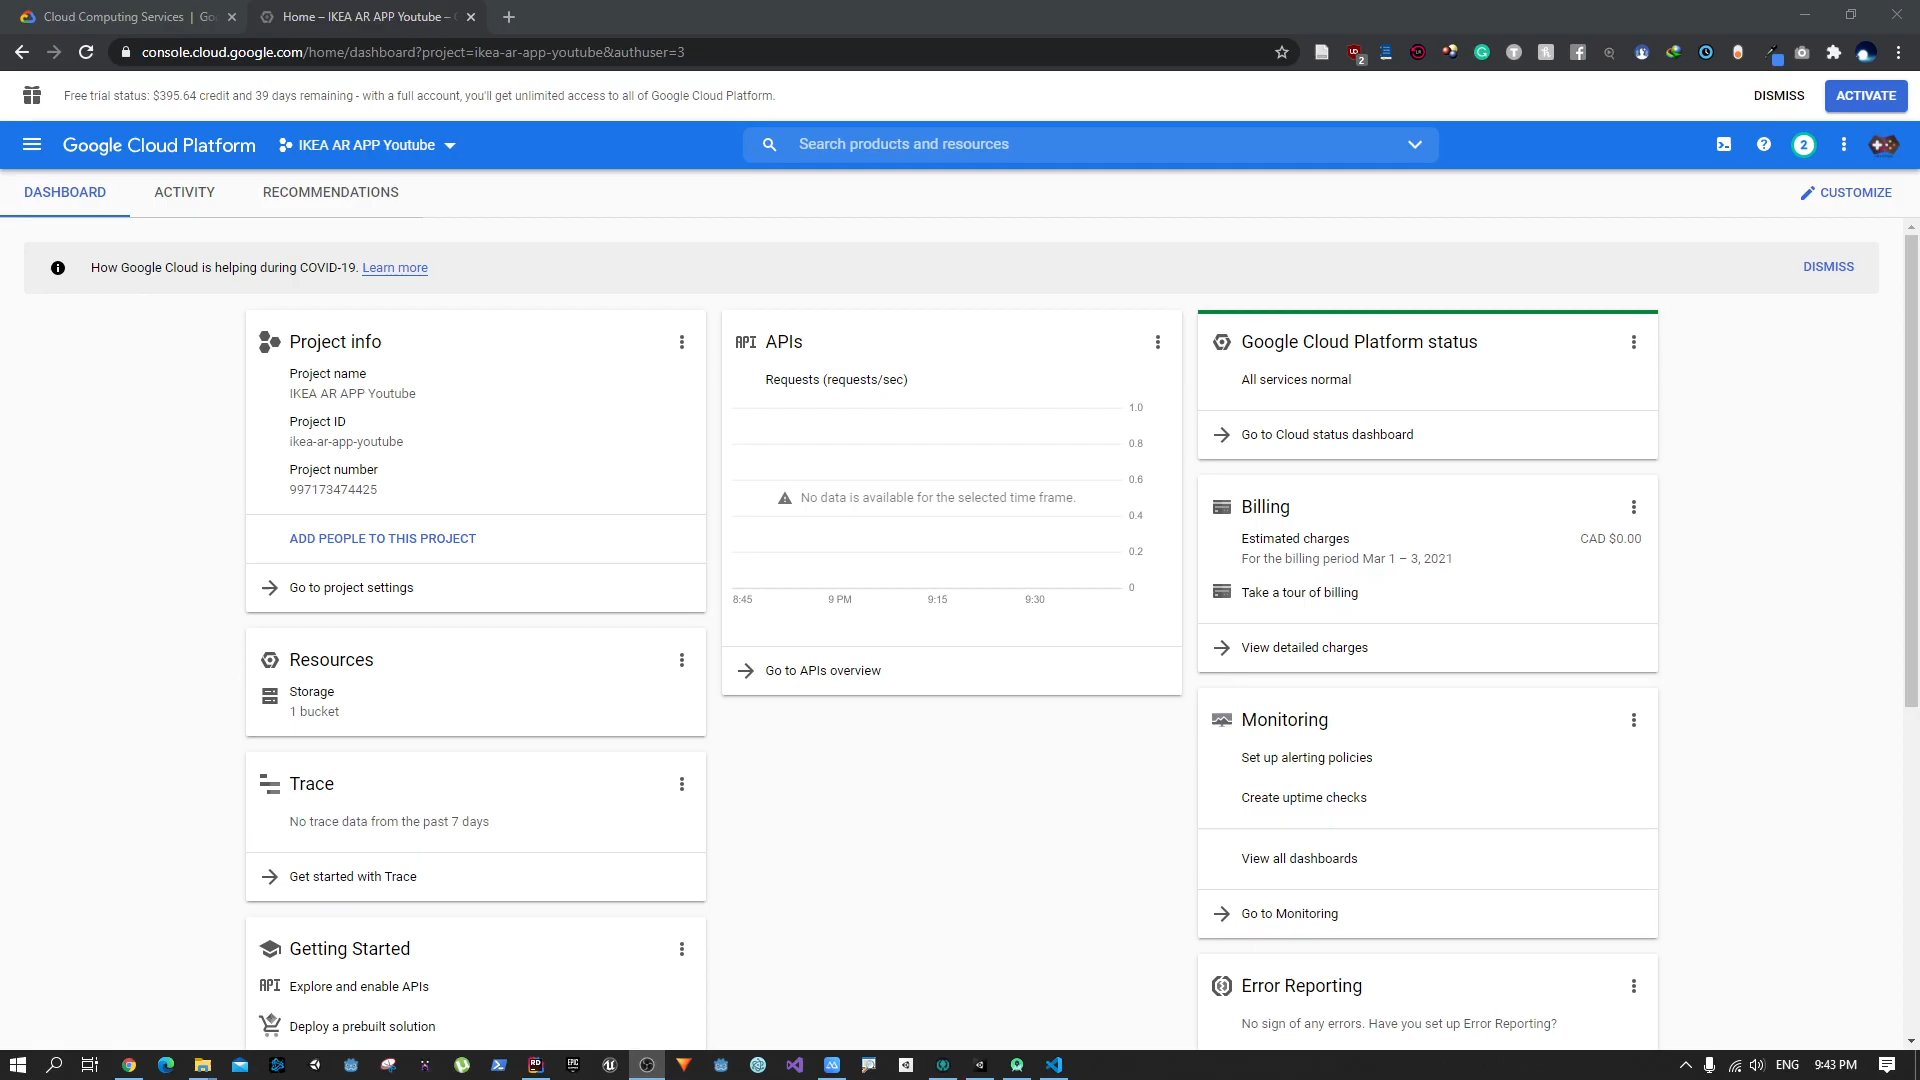 Cloud Computing Services | Go
Home – IKEA AR APP Youtube –
console.cloud.google.com/home/dashboard?project=ikea-ar-app-youtube&authuser=3
2
Free trial status: $395.64 credit and 39 days remaining - with a full account, you'll get unlimited access to all of Google Cloud Platform.
DISMISS
ACTIVATE
Google Cloud Platform
IKEA AR APP Youtube
Search products and resources
2
DASHBOARD
ACTIVITY
RECOMMENDATIONS
CUSTOMIZE
How Google Cloud is helping during COVID-19. Learn more
DISMISS
Project info
Project name
IKEA AR APP Youtube
Project ID
ikea-ar-app-youtube
Project number
997173474425
ADD PEOPLE TO THIS PROJECT
Go to project settings
Resources
Storage
1 bucket
Trace
No trace data from the past 7 days
Get started with Trace
Getting Started
API Explore and enable APIs
Deploy a prebuilt solution
API APIs
Requests (requests/sec)
1.0
0.8
0.6
No data is available for the selected time frame.
0.4
0.2
0
8:45 9 PM 9:15 9:30
Go to APIs overview
Google Cloud Platform status
All services normal
Go to Cloud status dashboard
Billing
Estimated charges CAD $0.00
For the billing period Mar 1 – 3, 2021
Take a tour of billing
View detailed charges
Monitoring
Set up alerting policies
Create uptime checks
View all dashboards
Go to Monitoring
Error Reporting
No sign of any errors. Have you set up Error Reporting?
ENG
9:43 PM